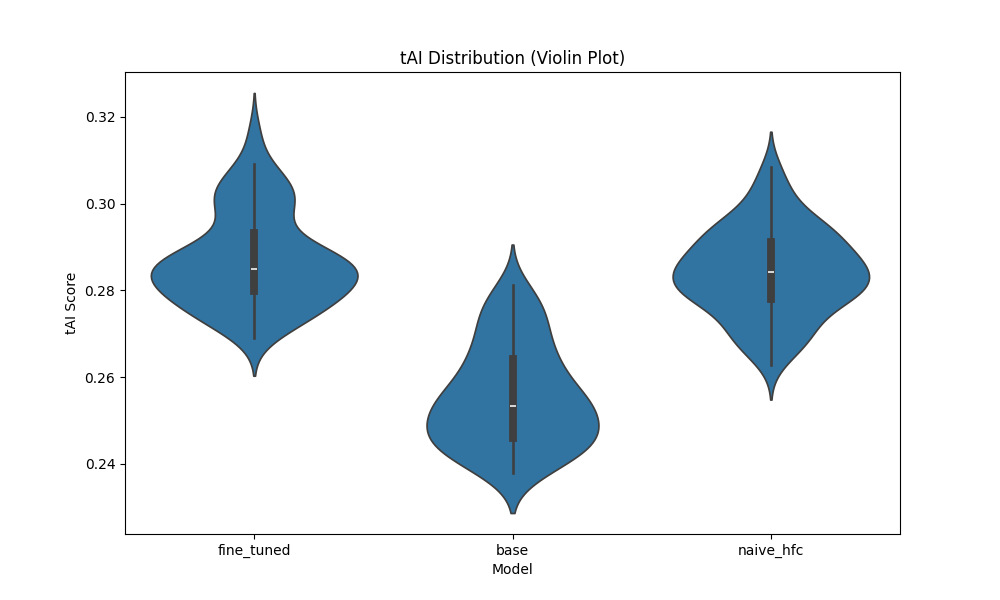 tAI Distribution (Violin Plot)
0.32
0.30
0.28
0.26
0.24
tAI Score
fine_tuned base naive_hfc
Model